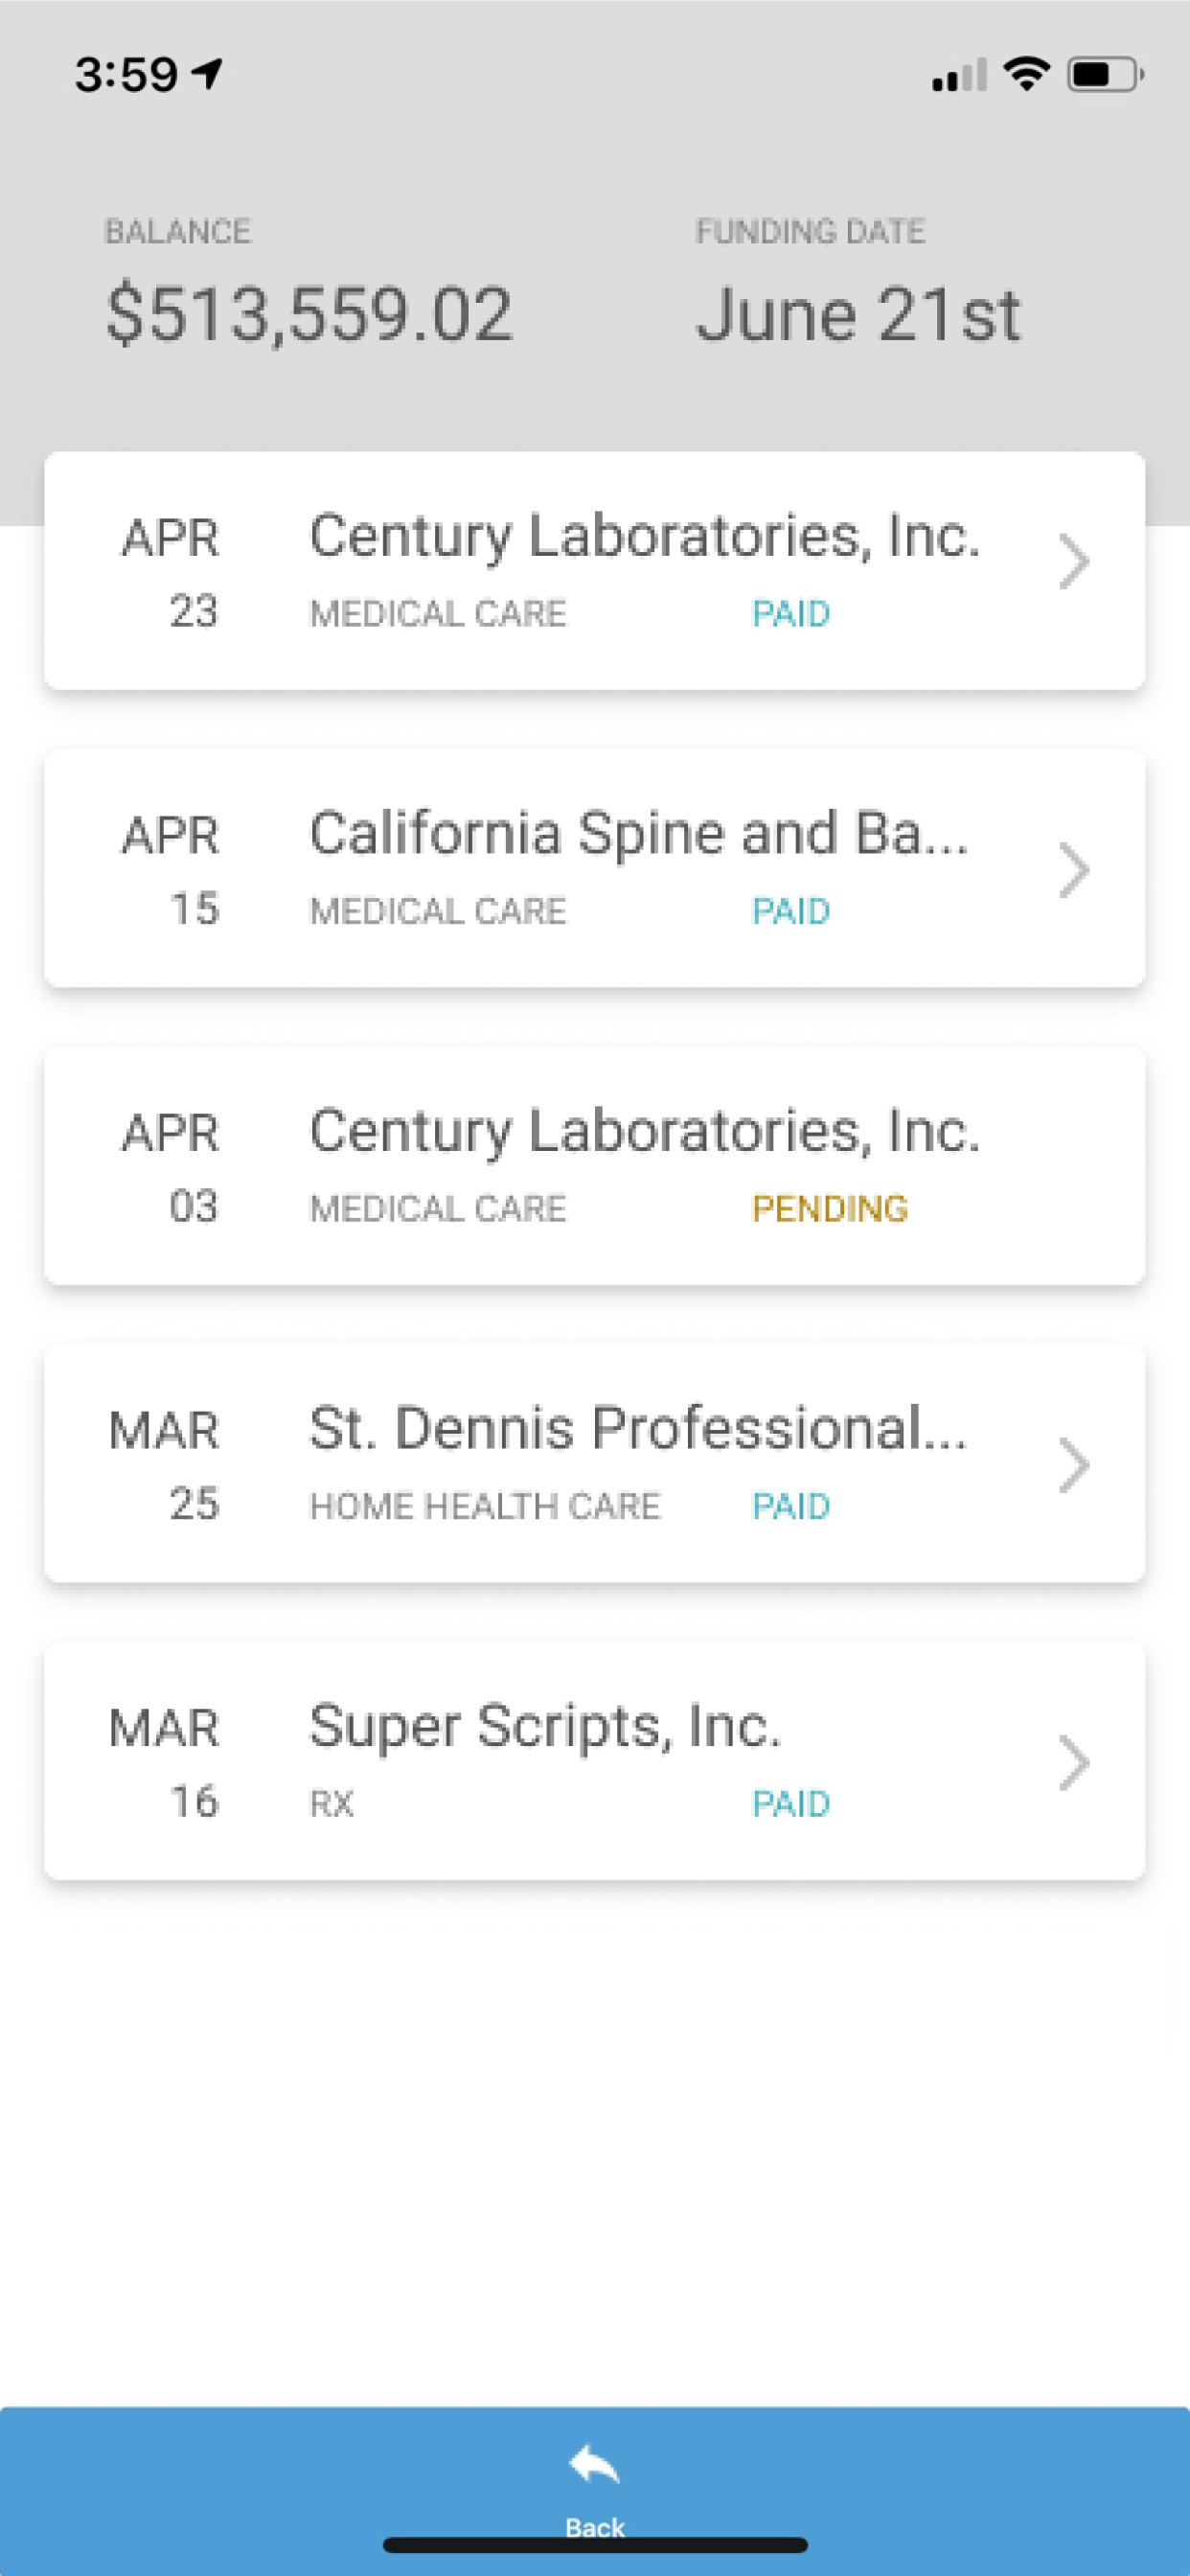 3:59
BALANCE FUNDING DATE
$513,559.02 June 21st
APR Century Laboratories, Inc.
23 MEDICAL CARE PAID
APR California Spine and Ba...
15 MEDICAL CARE PAID
APR Century Laboratories, Inc.
03 MEDICAL CARE PENDING
MAR St. Dennis Professional...
25 HOME HEALTH CARE PAID
MAR Super Scripts, Inc.
16 RX PAID
Back